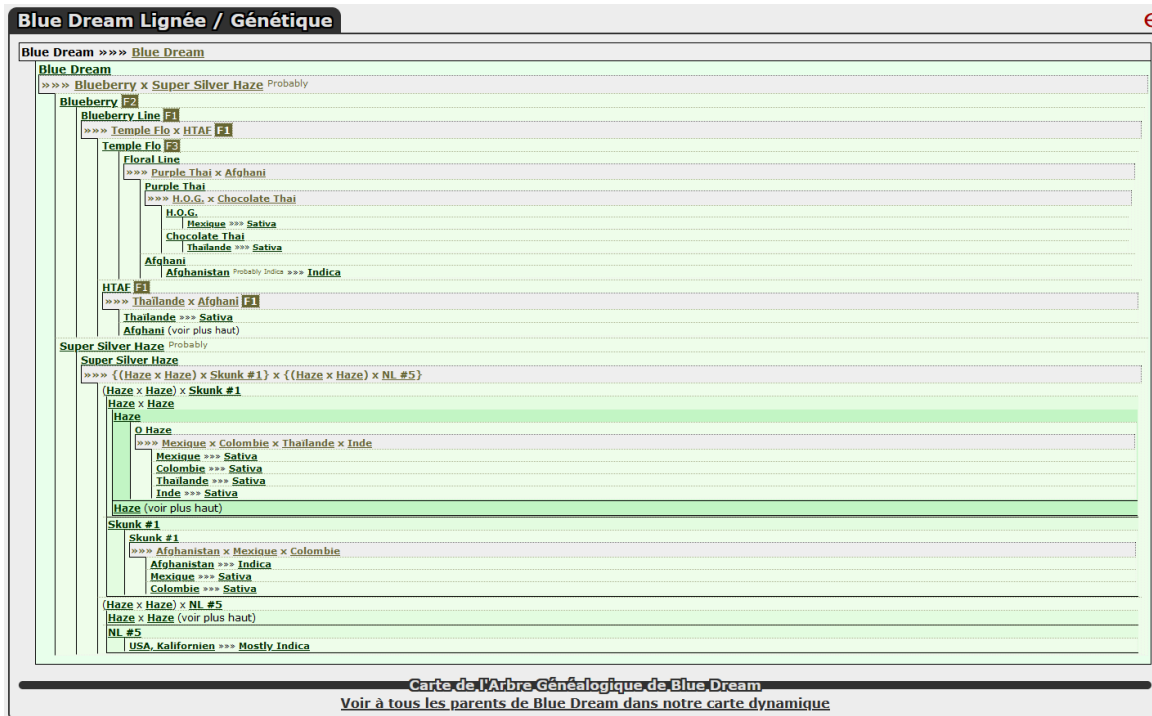 Blue Dream Lignée / Génétique
Blue Dream »»» Blue Dream
Blue Dream
»»» Blueberry x Super Silver Haze Probably
Blueberry F2
Blueberry Line F1
»»» Temple Flo x HTAF F1
Temple Flo F3
Floral Line
»»» Purple Thai x Afghani
Purple Thai
»»» H.O.G. x Chocolate Thai
H.O.G.
Mexique »»» Sativa
Chocolate Thai
Thaïlande »»» Sativa
Afghani
Afghanistan Probably Indica »»» Indica
HTAF F1
»»» Thaïlande x Afghani F1
Thaïlande »»» Sativa
Afghani (voir plus haut)
Super Silver Haze Probably
Super Silver Haze
»»» {(Haze x Haze) x Skunk #1} x {(Haze x Haze) x NL #5}
(Haze x Haze) x Skunk #1
Haze x Haze
Haze
O Haze
»»» Mexique x Colombie x Thaïlande x Inde
Mexique »»» Sativa
Colombie »»» Sativa
Thaïlande »»» Sativa
Inde »»» Sativa
Haze (voir plus haut)
Skunk #1
Skunk #1
»»» Afghanistan x Mexique x Colombie
Afghanistan »»» Indica
Mexique »»» Sativa
Colombie »»» Sativa
(Haze x Haze) x NL #5
Haze x Haze (voir plus haut)
NL #5
USA, Kalifornien »»» Mostly Indica
Carte de l'Arbre Généalogique de Blue Dream
Voir à tous les parents de Blue Dream dans notre carte dynamique